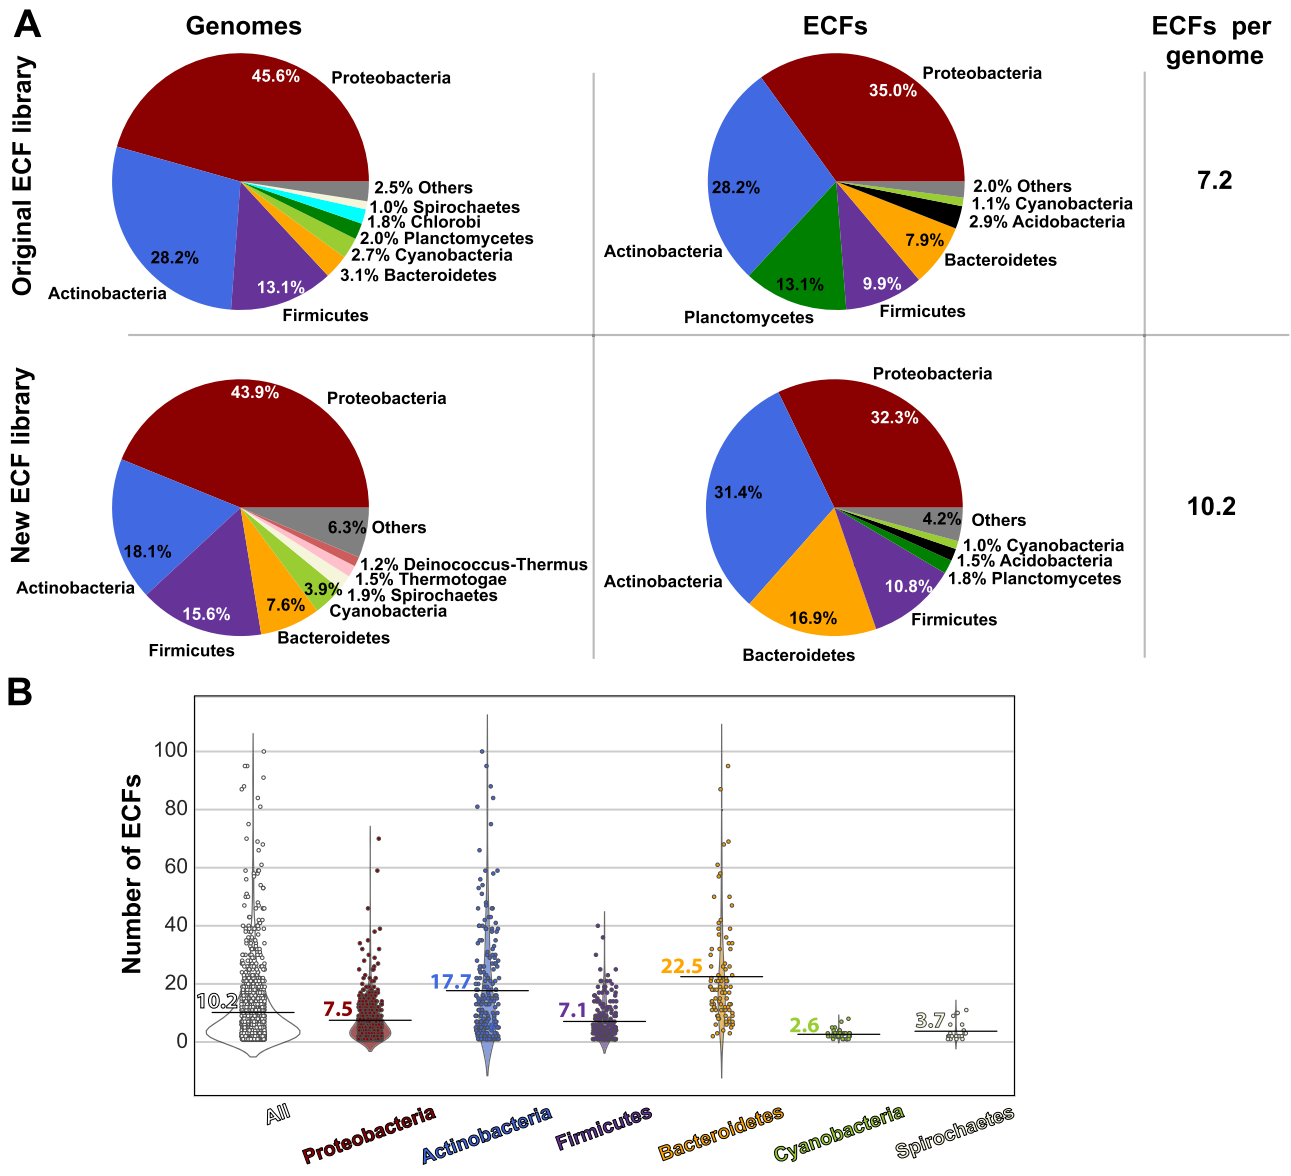 A
Genomes
ECFs
ECFs per
genome
Original ECF library
45.6%
Proteobacteria
2.5% Others
1.0% Spirochaetes
1.8% Chlorobi
2.0% Planctomycetes
2.7% Cyanobacteria
3.1% Bacteroidetes
13.1%
Firmicutes
28.2%
Actinobacteria
35.0%
Proteobacteria
2.0% Others
1.1% Cyanobacteria
2.9% Acidobacteria
7.9%
Bacteroidetes
9.9%
Firmicutes
13.1%
Planctomycetes
28.2%
Actinobacteria
7.2
New ECF library
43.9%
Proteobacteria
6.3% Others
1.2% Deinococcus-Thermus
1.5% Thermotogae
1.9% Spirochaetes
3.9%
Cyanobacteria
7.6%
Bacteroidetes
15.6%
Firmicutes
18.1%
Actinobacteria
Proteobacteria
32.3%
4.2% Others
1.0% Cyanobacteria
1.5% Acidobacteria
1.8% Planctomycetes
10.8%
Firmicutes
16.9%
Bacteroidetes
31.4%
Actinobacteria
10.2
B
Number of ECFs
100
80
60
40
20
0
10.2
7.5
17.7
7.1
22.5
2.6
3.7
All
Proteobacteria
Actinobacteria
Firmicutes
Bacteroidetes
Cyanobacteria
Spirochaetes